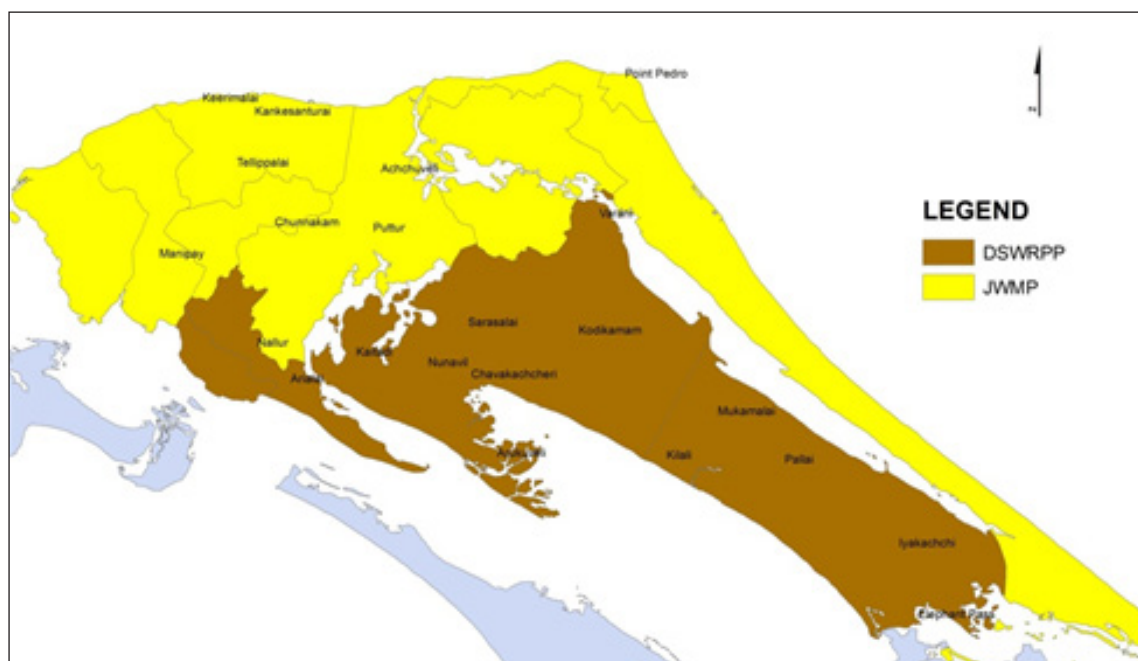 Point Pedro
Keerimalai
Kankesanturai
Tellippalai
Achchuveli
Varani
Chunnakam
Puttur
Manipay
LEGEND
DSWRPP
JWMP
Sarasalai
Kodikamam
Nallur
Kaitadi
Nunavil
Chavakachcheri
Arialai
Mukamalai
Kilali
Pallai
Iyakachchi
Elephant Pass